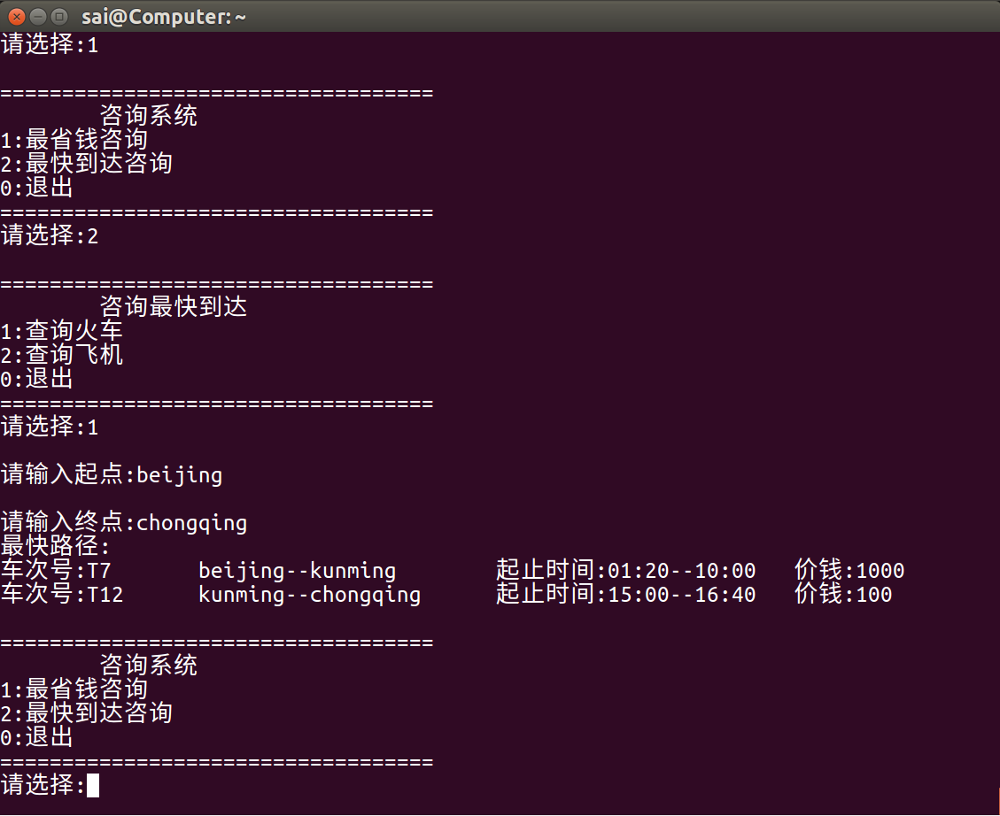 sai@Computer: ~
请选择:1
===================================
咨询系统
1:最省钱咨询
2:最快到达咨询
0:退出
===================================
请选择:2
===================================
咨询最快到达
1:查询火车
2:查询飞机
0:退出
===================================
请选择:1
请输入起点:beijing
请输入终点:chongqing
最快路径:
车次号:T7 beijing--kunming 起止时间:01:20--10:00 价钱:1000
车次号:T12 kunming--chongqing 起止时间:15:00--16:40 价钱:100
===================================
咨询系统
1:最省钱咨询
2:最快到达咨询
0:退出
===================================
请选择: